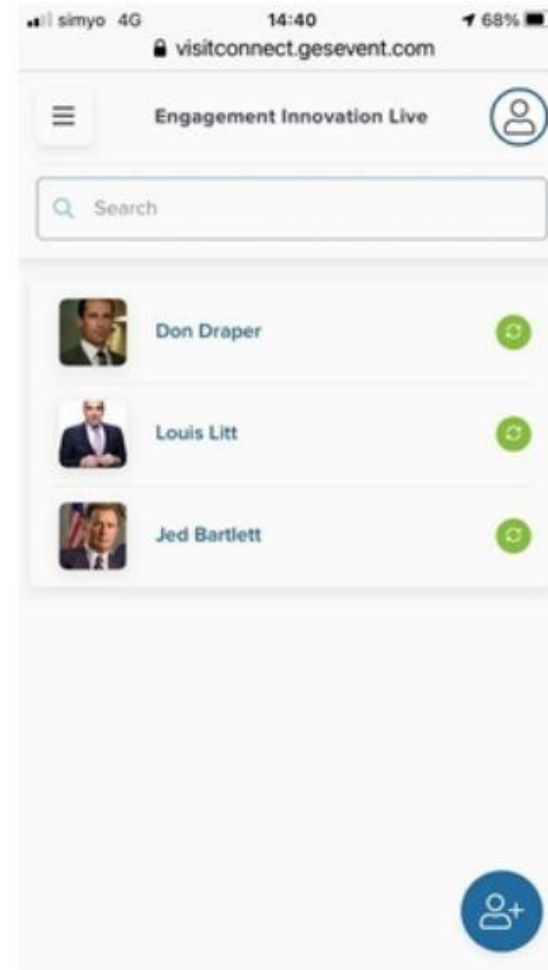 simyo 4G 14:40 68%
visitconnect.gesevent.com
Engagement Innovation Live
Search
Don Draper
Louis Litt
Jed Bartlett